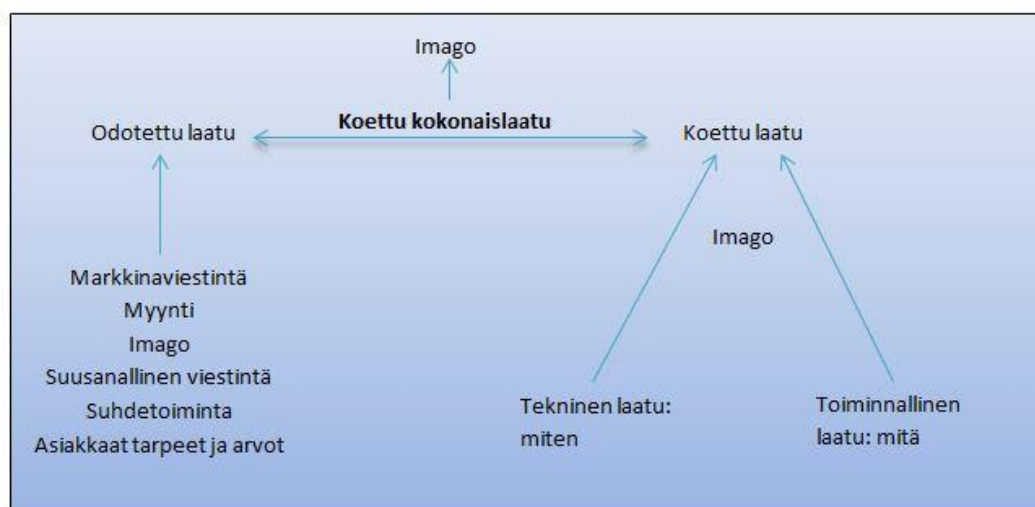 Imago
Koettu kokonaislaatu
Odotettu laatu
Koettu laatu
Imago
Markkinaviestintä
Myynti
Imago
Suusanallinen viestintä
Suhdetoiminta
Asiakkaat tarpeet ja arvot
Tekninen laatu:
miten
Toiminnallinen
laatu: mitä